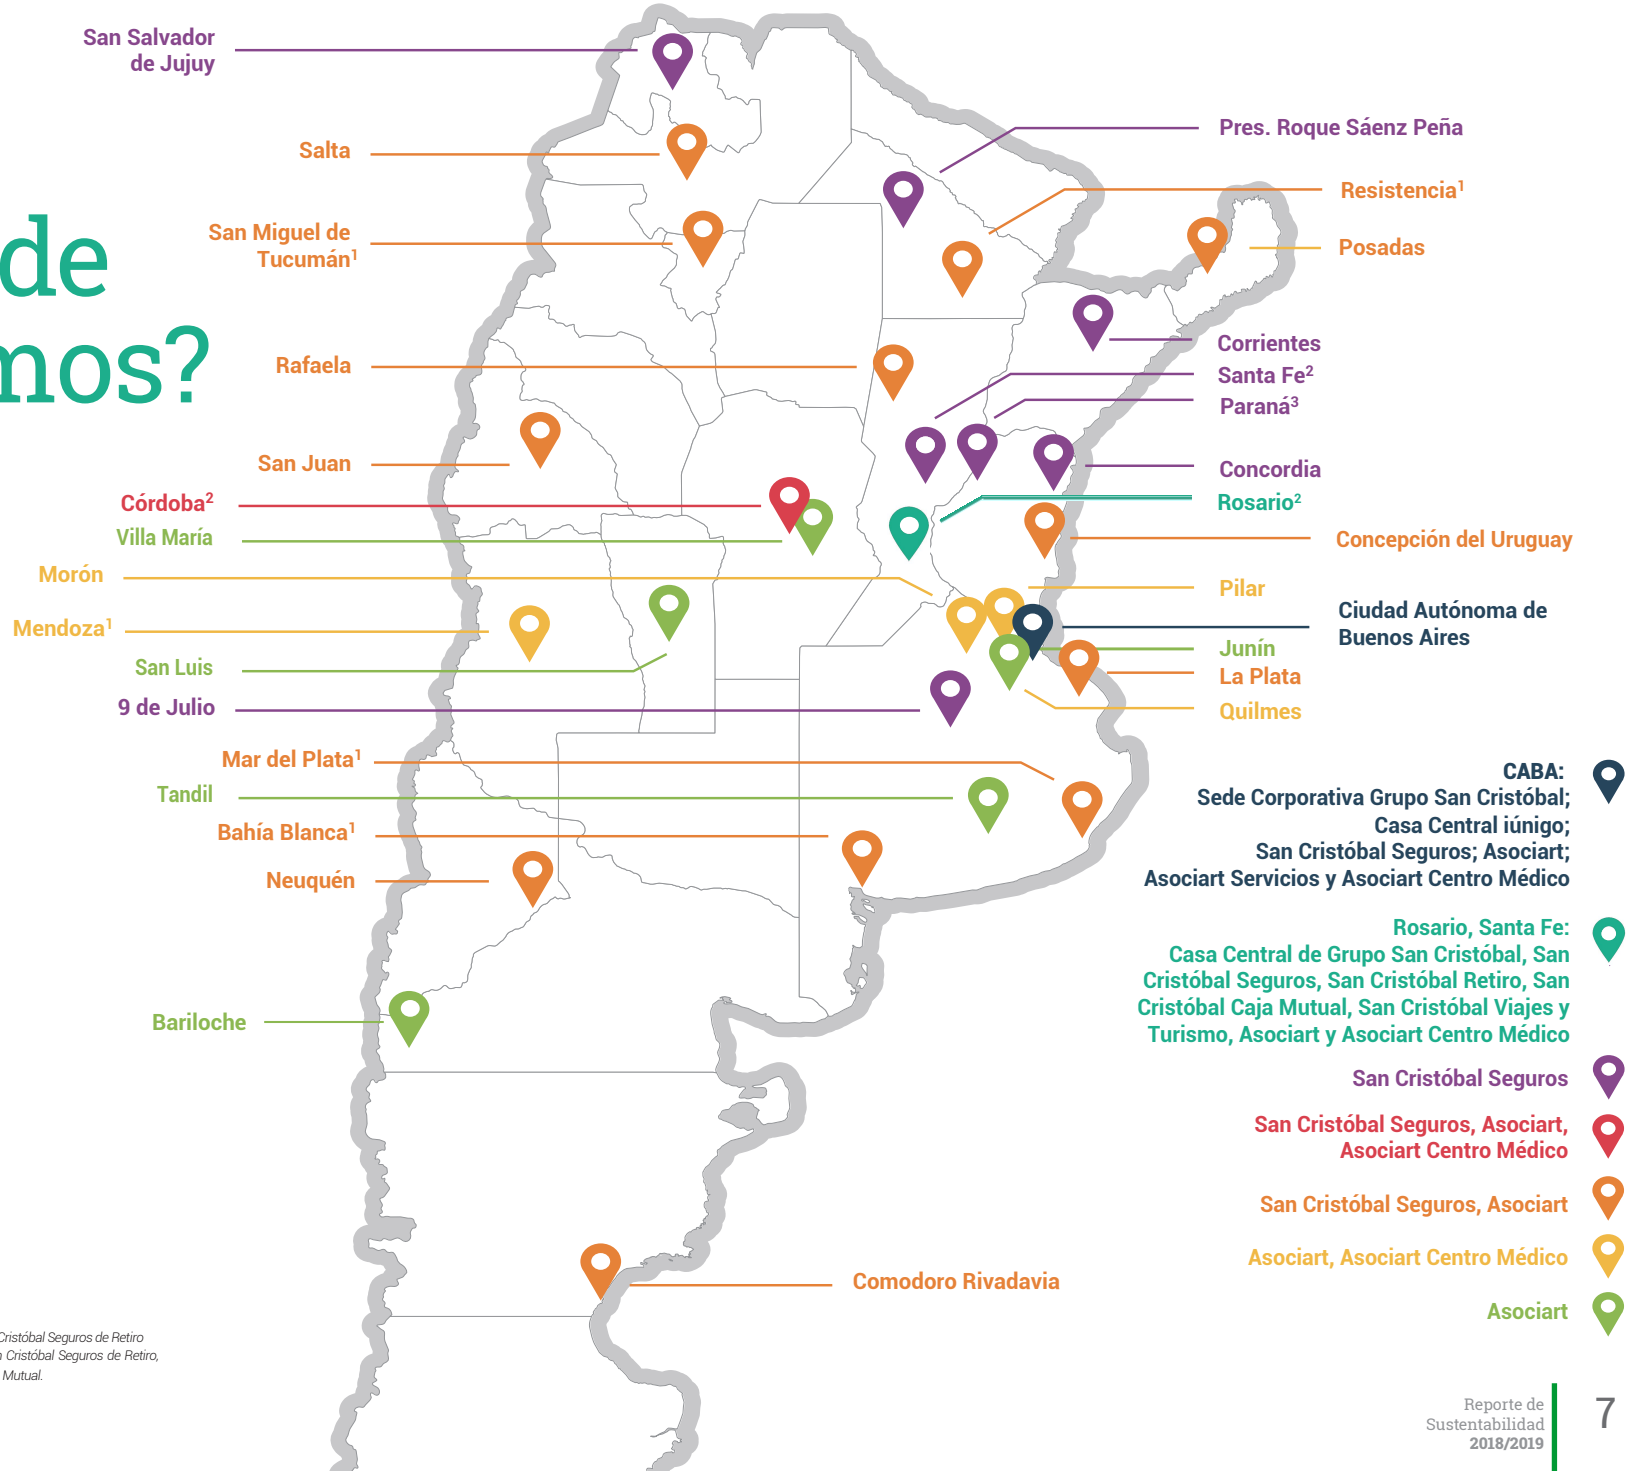 de
mos?
San Salvador
de Jujuy
Salta
San Miguel de
Tucumán¹
Rafaela
San Juan
Córdoba²
Villa María
Morón
Mendoza¹
San Luis
9 de Julio
Mar del Plata¹
Tandil
Bahía Blanca¹
Neuquén
Bariloche
Comodoro Rivadavia
Pres. Roque Sáenz Peña
Resistencia¹
Posadas
Corrientes
Santa Fe²
Paraná³
Concordia
Rosario²
Concepción del Uruguay
Pilar
Ciudad Autónoma de
Buenos Aires
Junín
La Plata
Quilmes
CABA:
Sede Corporativa Grupo San Cristóbal;
Casa Central iúnigo;
San Cristóbal Seguros; Asociart;
Asociart Servicios y Asociart Centro Médico
Rosario, Santa Fe:
Casa Central de Grupo San Cristóbal, San
Cristóbal Seguros, San Cristóbal Retiro, San
Cristóbal Caja Mutual, San Cristóbal Viajes y
Turismo, Asociart y Asociart Centro Médico
San Cristóbal Seguros
San Cristóbal Seguros, Asociart,
Asociart Centro Médico
San Cristóbal Seguros, Asociart
Asociart, Asociart Centro Médico
Asociart
Cristóbal Seguros de Retiro
n Cristóbal Seguros de Retiro,
Mutual.
Reporte de
Sustentabilidad
2018/2019
7